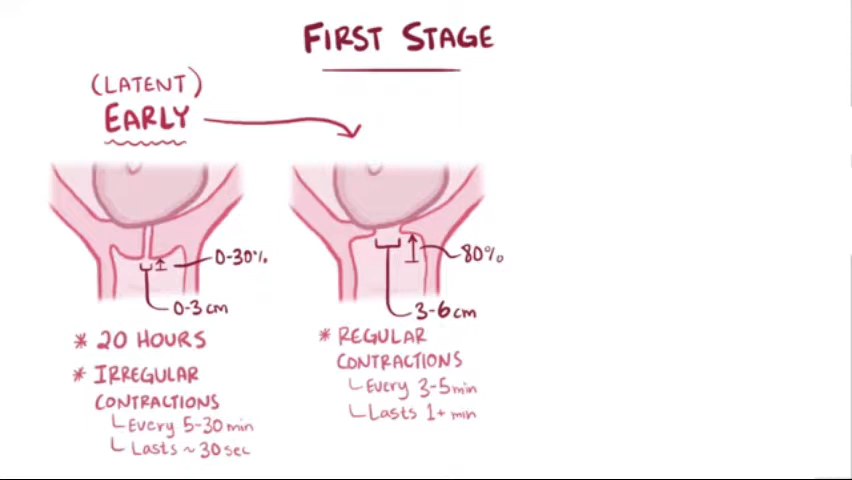 FIRST STAGE
(LATENT)
EARLY
0-30%
0-3 cm
* 20 HOURS
* IRREGULAR
CONTRACTIONS
Every 5-30 min
Lasts ~30 sec
80%
3-6 cm
* REGULAR
CONTRACTIONS
Every 3-5 min
Lasts 1+ min